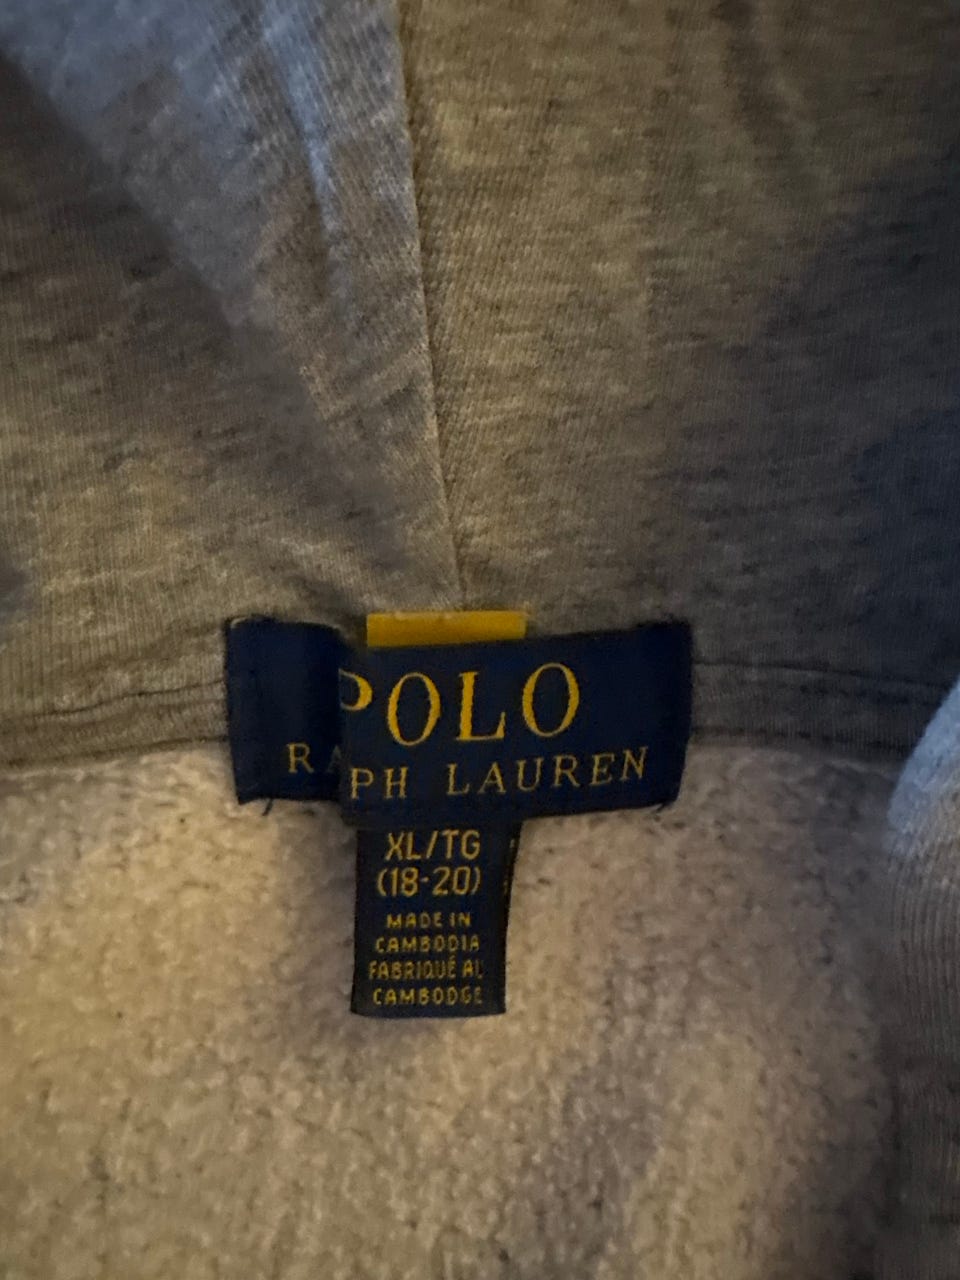 POLO
RA PH LAUREN
XL/TG
(18-20)
MADE IN
CAMBODIA
FABRIQUÉ AU
CAMBODGE